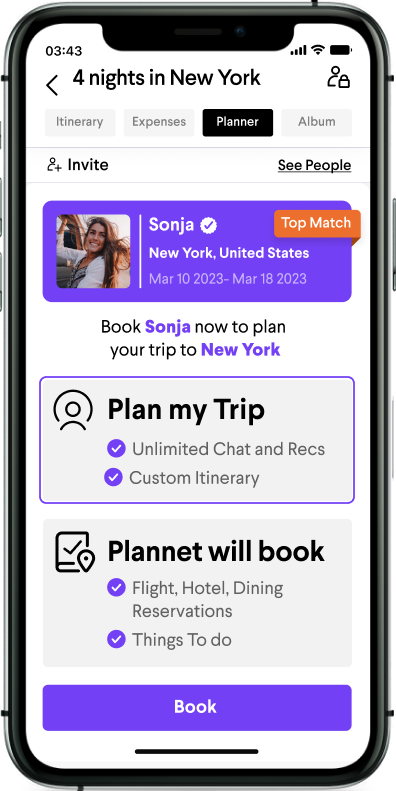 03:43
4 nights in New York
Itinerary
Expenses
Planner
Album
Invite
See People
Sonja
Top Match
New York, United States
Mar 10 2023- Mar 18 2023
Book Sonja now to plan
your trip to New York
Plan my Trip
Unlimited Chat and Recs
Custom Itinerary
Plannet will book
Flight, Hotel, Dining
Reservations
Things To do
Book